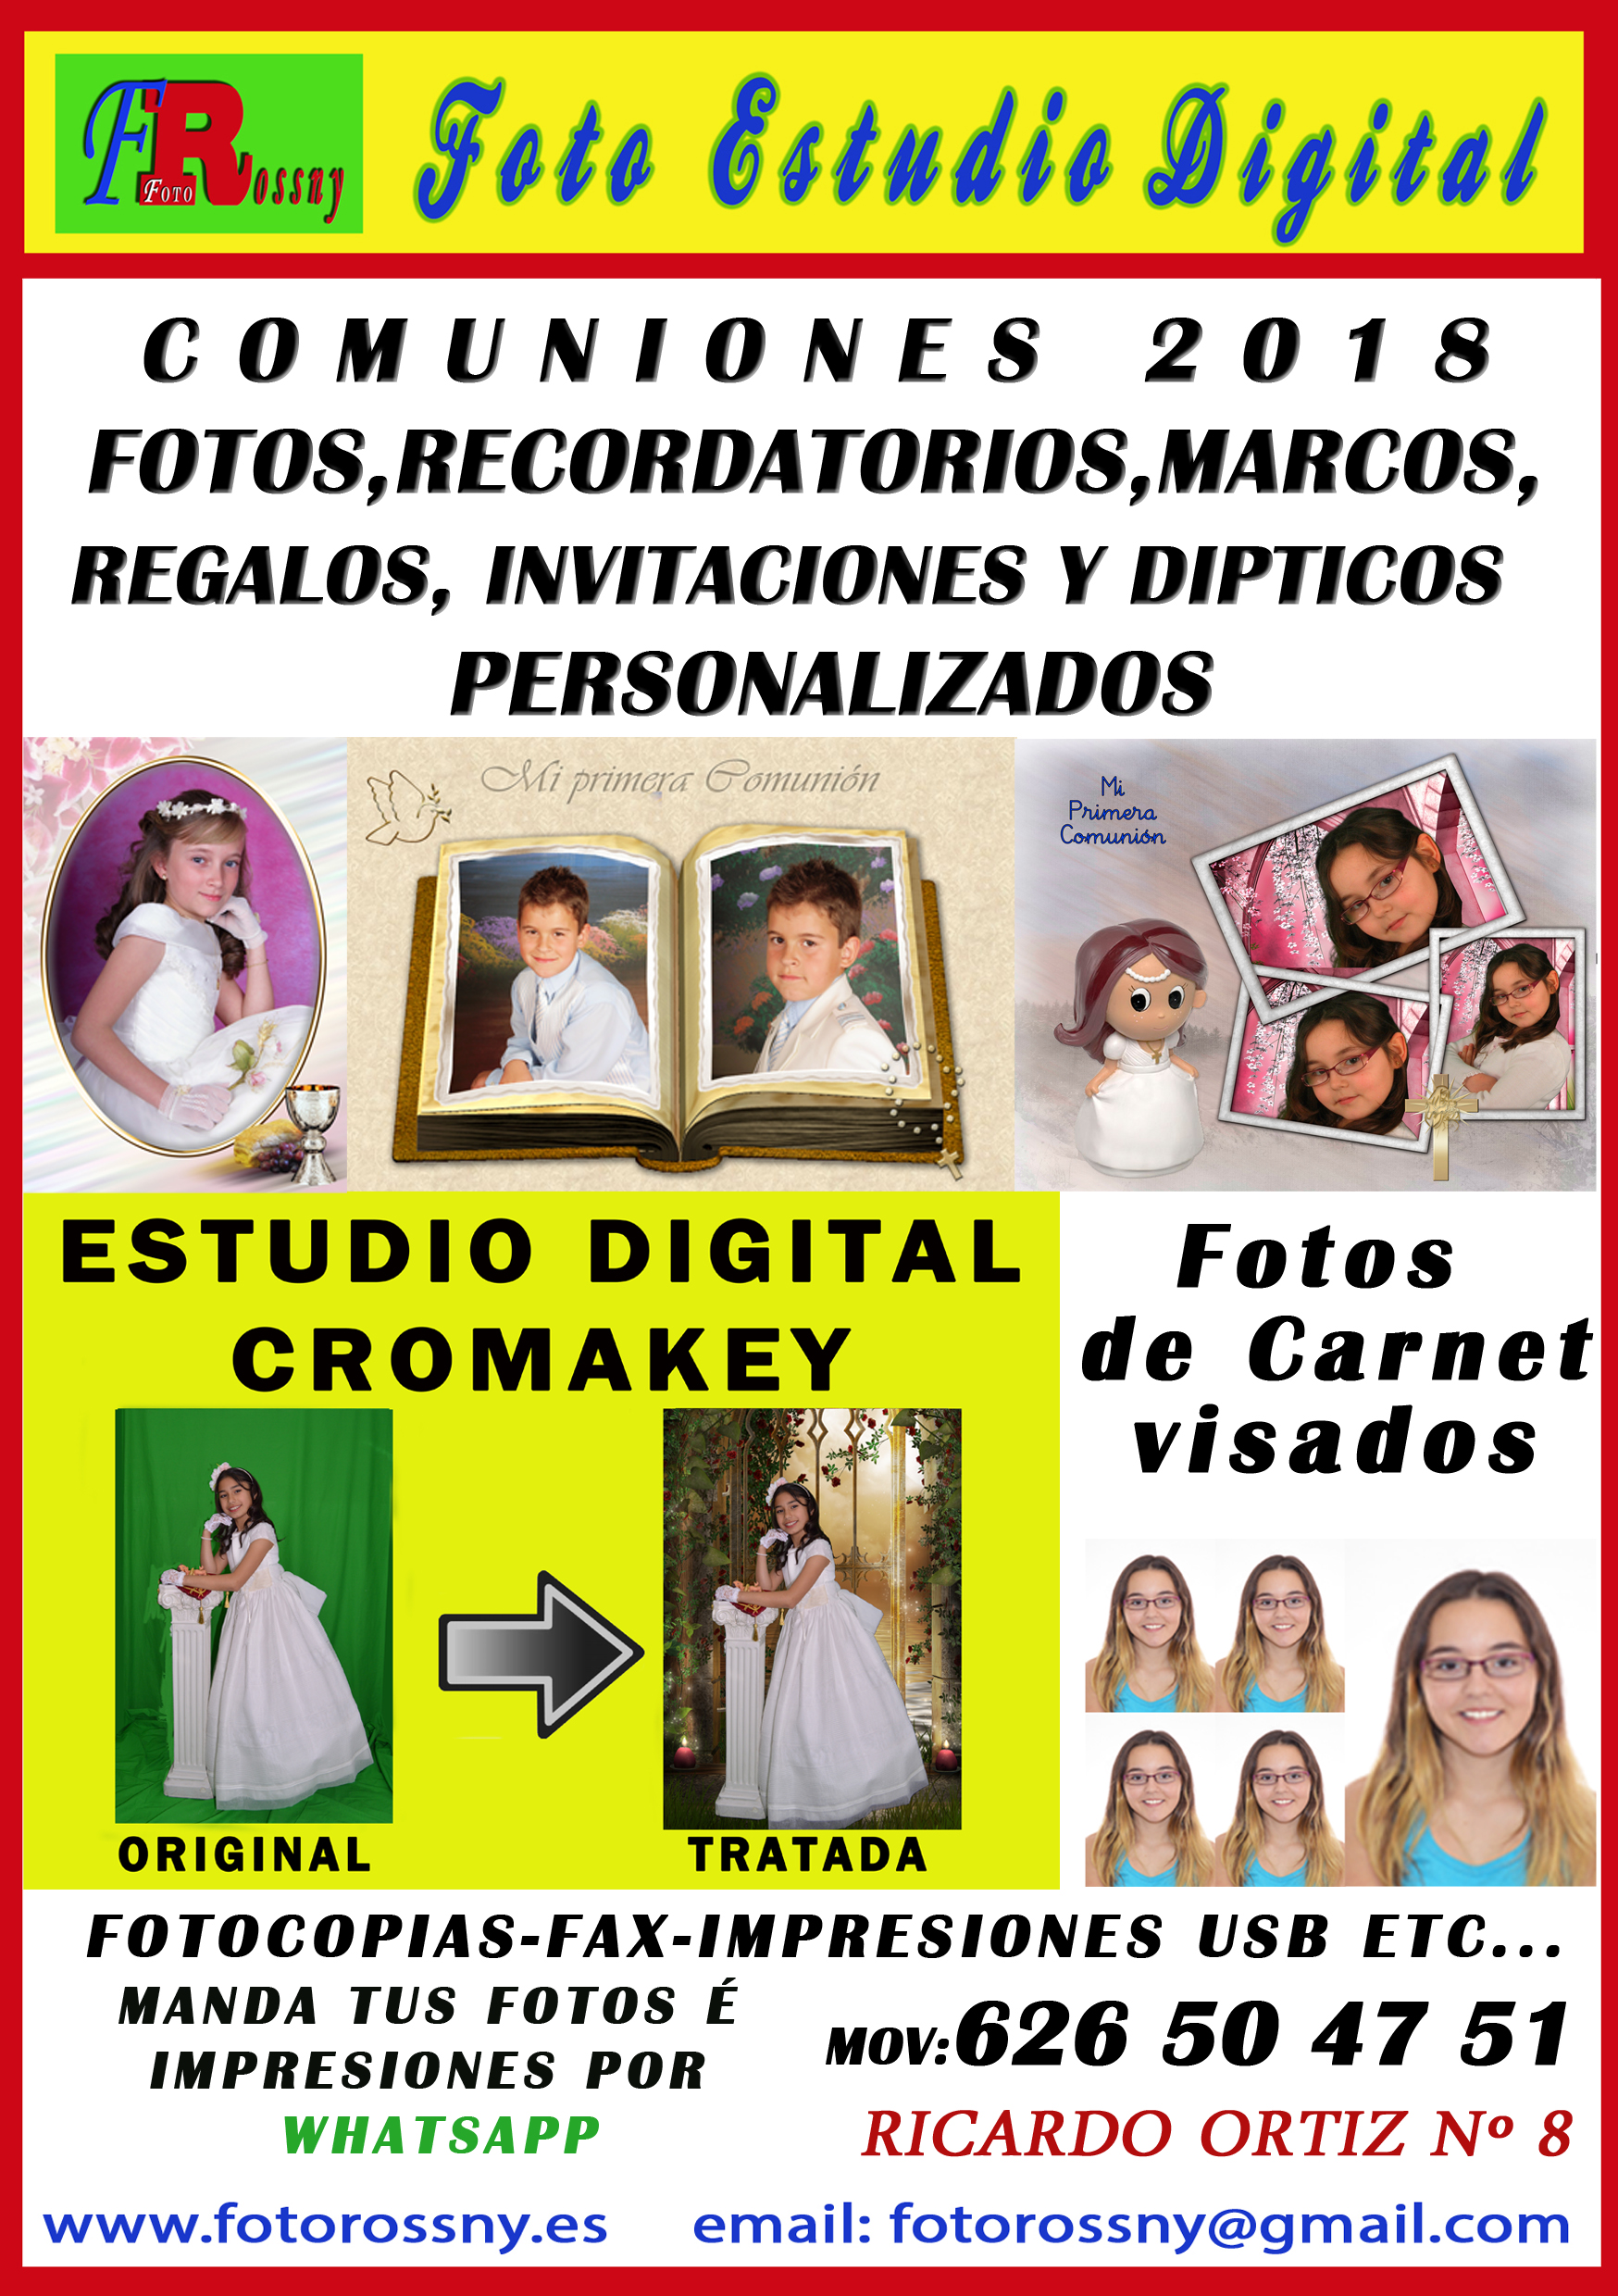 FR Foto Rossny
Foto Estudio Digital
COMUNIONES 2018
FOTOS,RECORDATORIOS,MARCOS,
REGALOS, INVITACIONES Y DIPTICOS
PERSONALIZADOS
Mi primera Comunión
Mi
Primera
Comunión
ESTUDIO DIGITAL
CROMAKEY
ORIGINAL
TRATADA
Fotos
de Carnet
visados
FOTOCOPIAS-FAX-IMPRESIONES USB ETC...
MANDA TUS FOTOS É
IMPRESIONES POR
WHATSAPP
MOV:626 50 47 51
RICARDO ORTIZ Nº 8
www.fotorossny.es
email: fotorossny@gmail.com